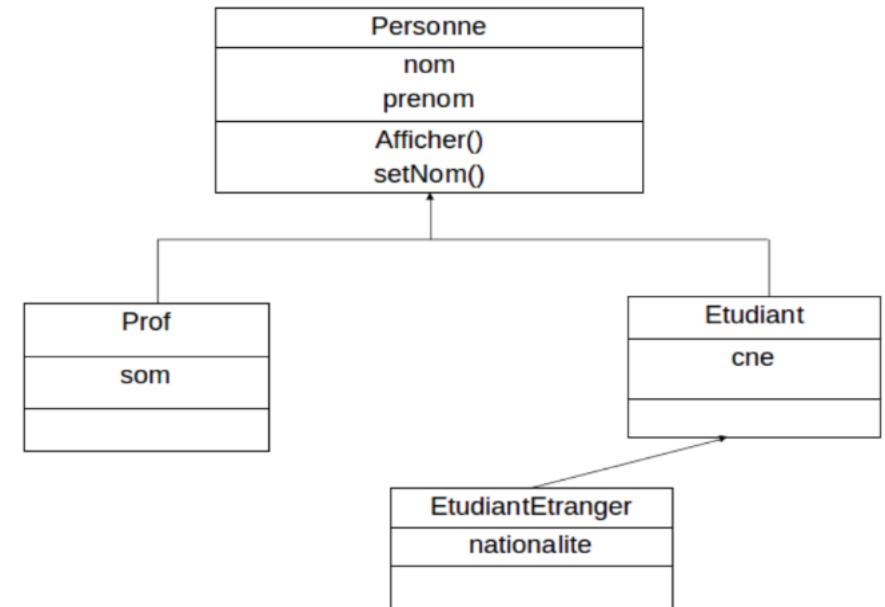 Personne
nom
prenom
Afficher()
setNom()
Prof
som
Etudiant
cne
EtudiantEtranger
nationalite